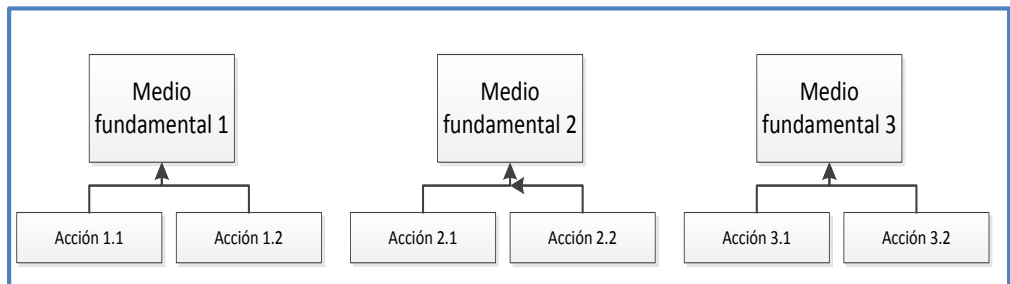 Medio
fundamental 1
Medio
fundamental 2
Medio
fundamental 3
Acción 1.1
Acción 1.2
Acción 2.1
Acción 2.2
Acción 3.1
Acción 3.2